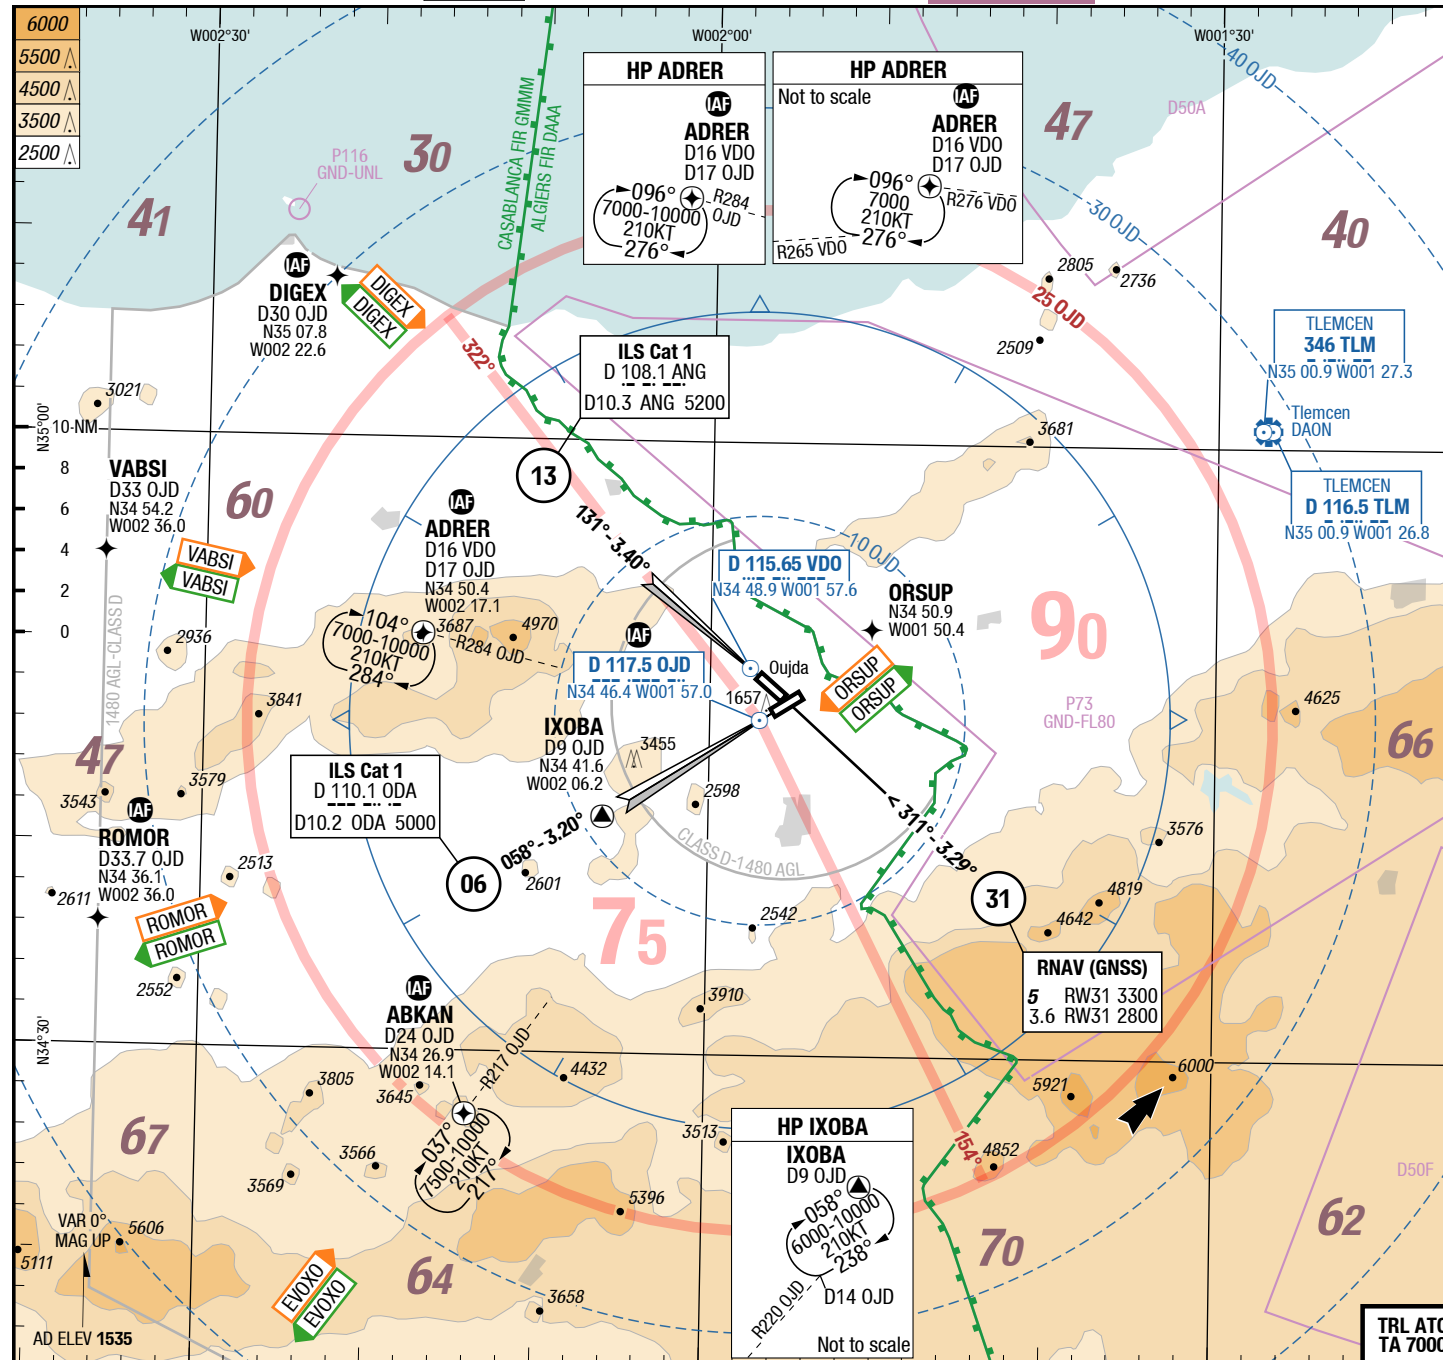 6000
5500
4500
3500
2500
W002°30'
W002°00'
W001°30'
40 OJD
HP ADRER
IAF
ADRER
D16 VDO
D17 OJD
096°
7000-10000
210KT
276°
R284
OJD
HP ADRER
Not to scale
IAF
ADRER
D16 VDO
D17 OJD
096°
7000
210KT
276°
R276 VDO
R265 VDO
CASABLANCA FIR GMMM
ALGIERS FIR DAAA
P116
GND-UNL
30
41
47
D50A
30 OJD
40
2805
2736
25 OJD
2509
IAF
DIGEX
D30 OJD
N35 07.8
W002 22.6
DIGEX
DIGEX
322°
ILS Cat 1
D 108.1 ANG
D10.3 ANG 5200
13
TLEMCEN
346 TLM
N35 00.9 W001 27.3
Tlemcen
DAON
TLEMCEN
D 116.5 TLM
N35 00.9 W001 26.8
3021
N35°00'
10-NM
8
6
4
2
0
3681
VABSI
D33 OJD
N34 54.2
W002 36.0
60
VABSI
VABSI
1480 AGL-CLASS D
IAF
ADRER
D16 VDO
D17 OJD
N34 50.4
W002 17.1
3687
104°
7000-10000
210KT
284°
R284 OJD
4970
131° - 3.40°
10 OJD
D 115.65 VDO
N34 48.9 W001 57.6
ORSUP
N34 50.9
W001 50.4
90
IAF
D 117.5 OJD
N34 46.4 W001 57.0
Oujda
1657
ORSUP
ORSUP
P73
GND-FL80
4625
66
2936
3841
47
3543
3579
IXOBA
D9 OJD
N34 41.6
W002 06.2
3455
2598
ILS Cat 1
D 110.1 ODA
D10.2 ODA 5000
IAF
ROMOR
D33.7 OJD
N34 36.1
W002 36.0
2611
2513
ROMOR
ROMOR
2552
06
058° - 3.20°
2601
CLASS D-1480 AGL
< 311° - 3.29°
31
3576
4819
4642
75
2542
RNAV (GNSS)
5 RW31 3300
3.6 RW31 2800
IAF
ABKAN
D24 OJD
N34 26.9
W002 14.1
3645
R217 OJD
037°
7500-10000
210KT
217°
3910
4432
N34°30'
3805
67
3566
3569
3513
5396
6000
5921
154°
4852
D50F
HP IXOBA
IXOBA
D9 OJD
058°
6000-10000
210KT
238°
D14 OJD
R220 OJD
Not to scale
70
62
VAR 0°
MAG UP
5606
5111
EVOXO
EVOXO
64
3658
AD ELEV 1535
TRL ATC
TA 7000